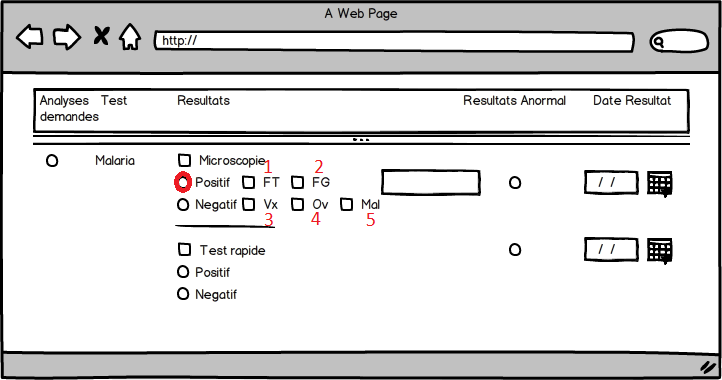 A Web Page
http://
Analyses Test Resultats Resultats Anormal Date Resultat
demandes
Malaria Microscopie 1 2
Positif FT FG / /
Negatif Vx Ov Mal
3 4 5
Test rapide / /
Positif
Negatif